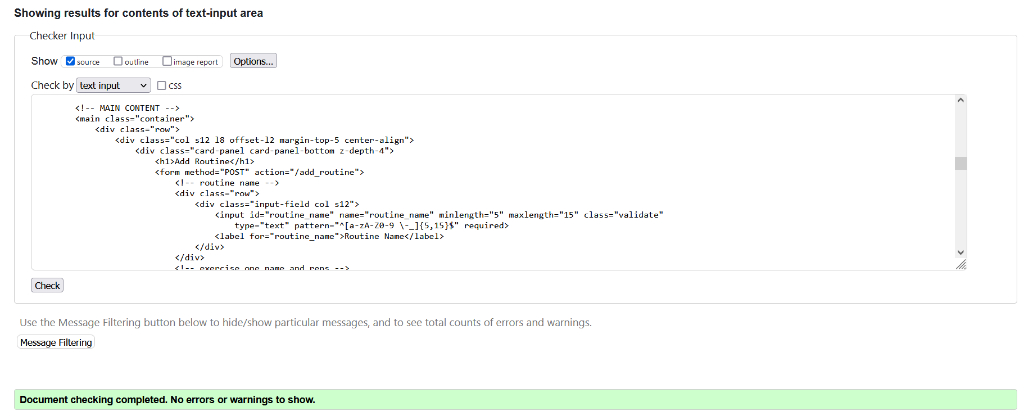 Showing results for contents of text-input area
Checker Input
Show source outline image report Options...
Check by text input css
<!-- MAIN CONTENT -->
<main class="container">
<div class="row">
<div class="col s12 l8 offset-l2 margin-top-5 center-align">
<div class="card-panel card-panel-bottom z-depth-4">
<h1>Add Routine</h1>
<form method="POST" action="/add_routine">
<!-- routine name -->
<div class="row">
<div class="input-field col s12">
<input id="routine_name" name="routine_name" minlength="5" maxlength="15" class="validate"
type="text" pattern="^[a-zA-Z0-9 \-_]{5,15}$" required>
<label for="routine_name">Routine Name</label>
</div>
</div>
<!-- exercise one name and reps -->
Check
Use the Message Filtering button below to hide/show particular messages, and to see total counts of errors and warnings.
Message Filtering
Document checking completed. No errors or warnings to show.